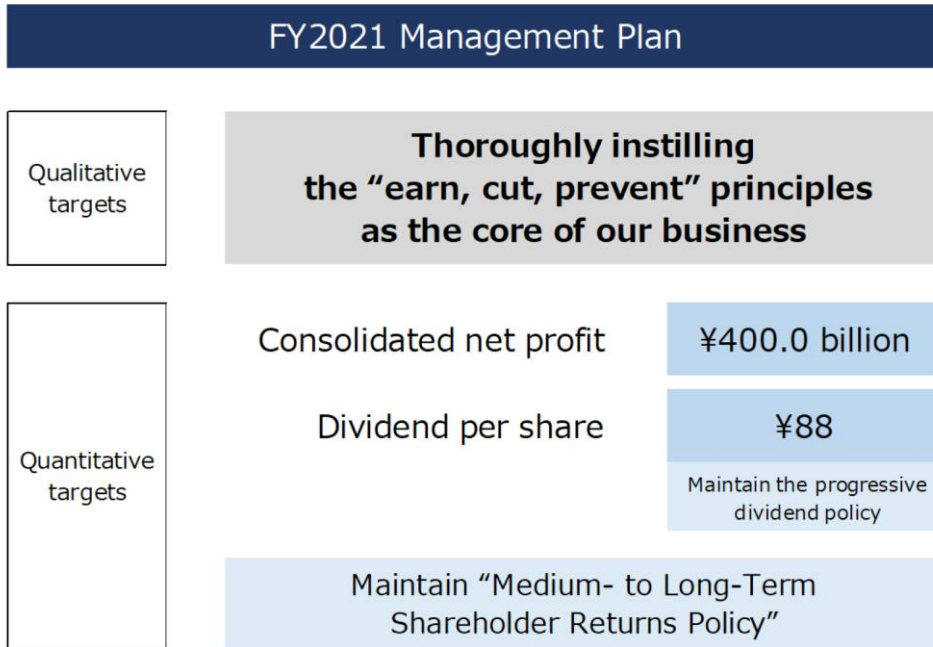 FY2021 Management Plan
Qualitative
targets
Thoroughly instilling
the “earn, cut, prevent” principles
as the core of our business
Quantitative
targets
Consolidated net profit
¥400.0 billion
Dividend per share
¥88
Maintain the progressive
dividend policy
Maintain “Medium- to Long-Term
Shareholder Returns Policy”